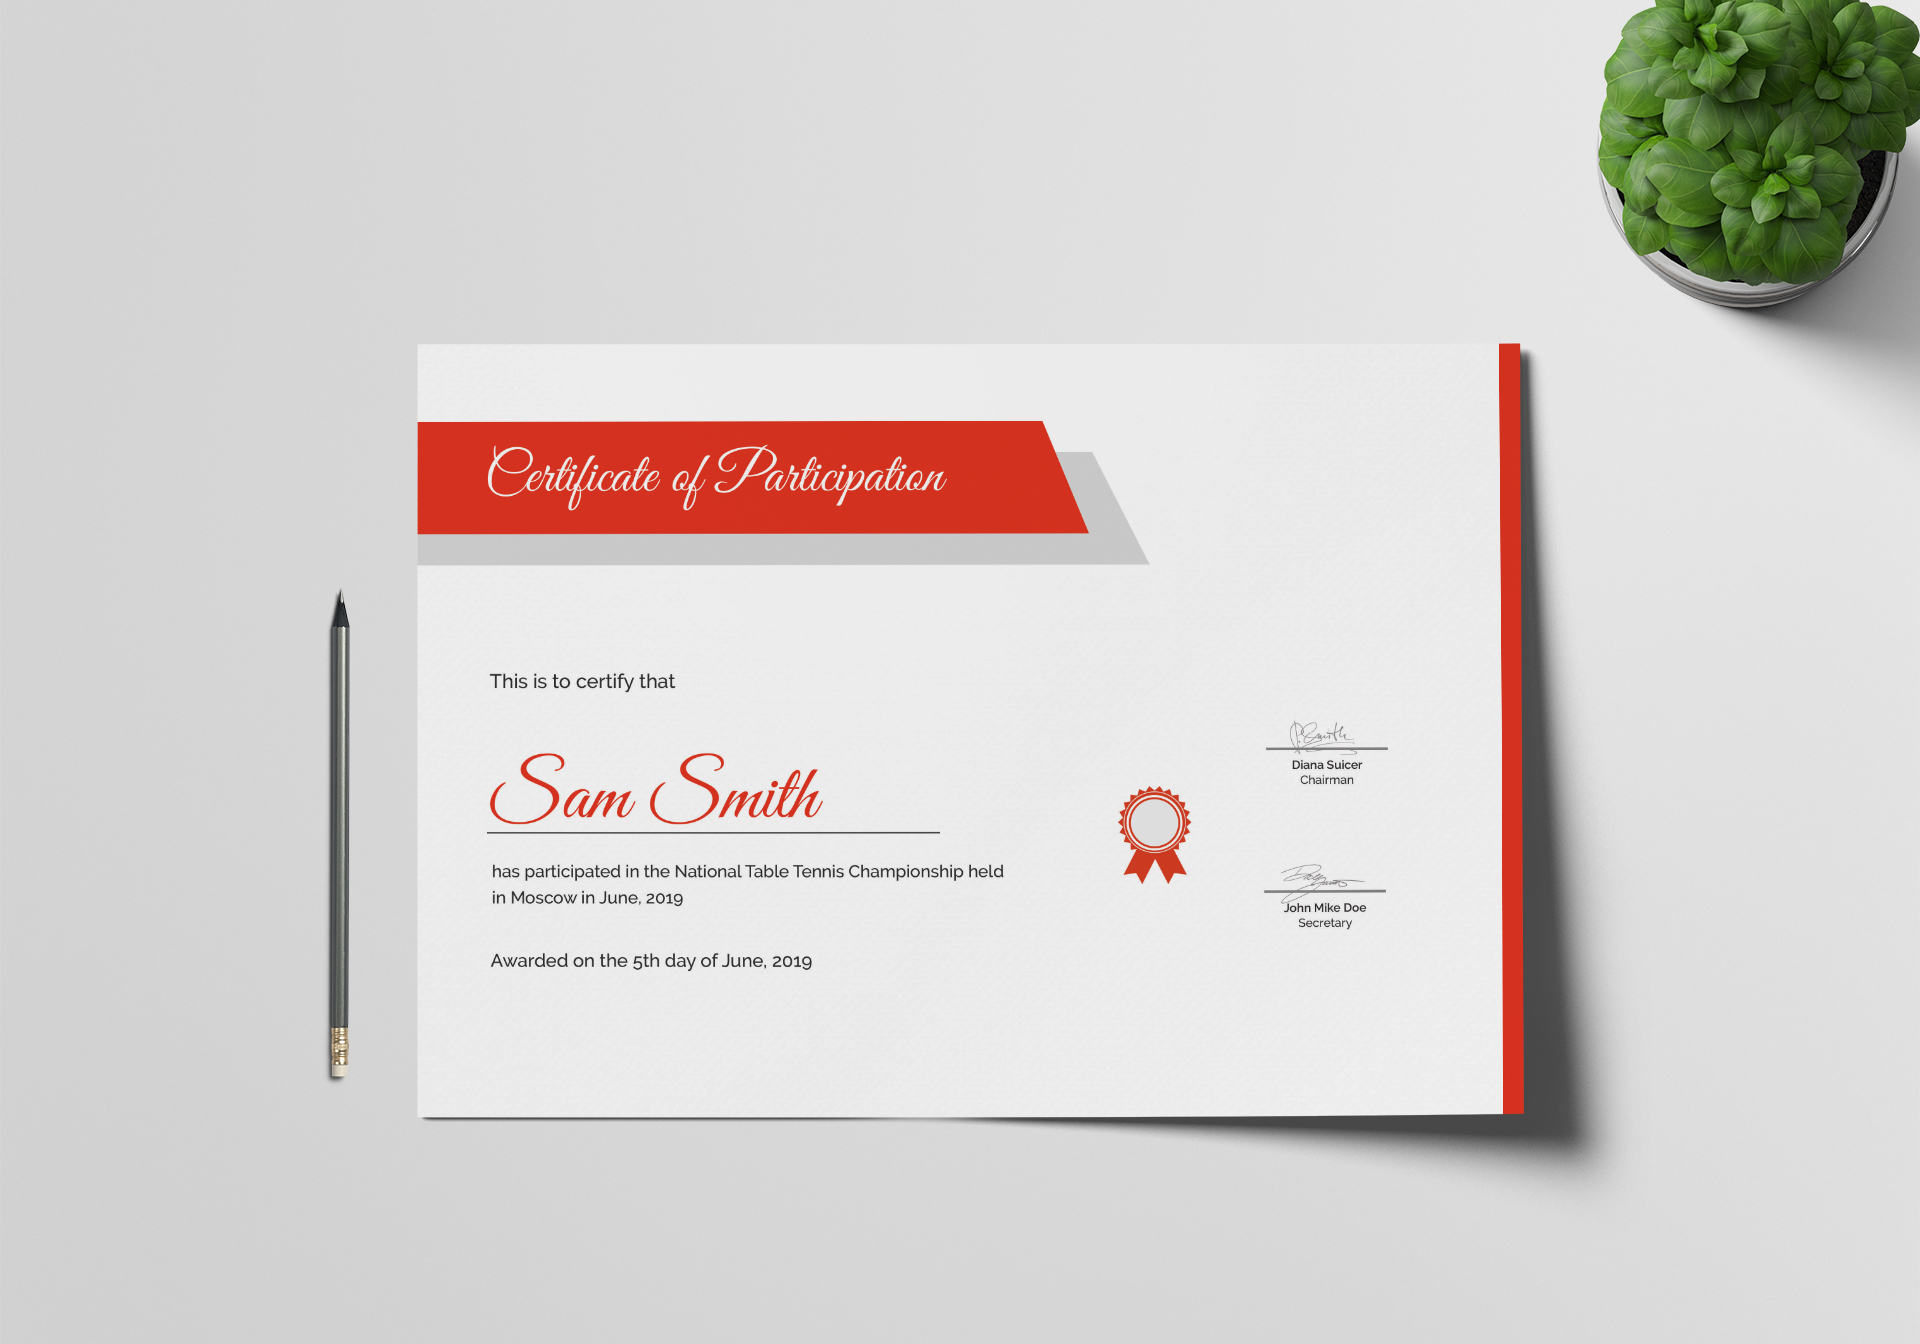 Certificate of Participation
This is to certify that
Sam Smith
has participated in the National Table Tennis Championship held
in Moscow in June, 2019
Awarded on the 5th day of June, 2019
Diana Suicer
Chairman
John Mike Doe
Secretary